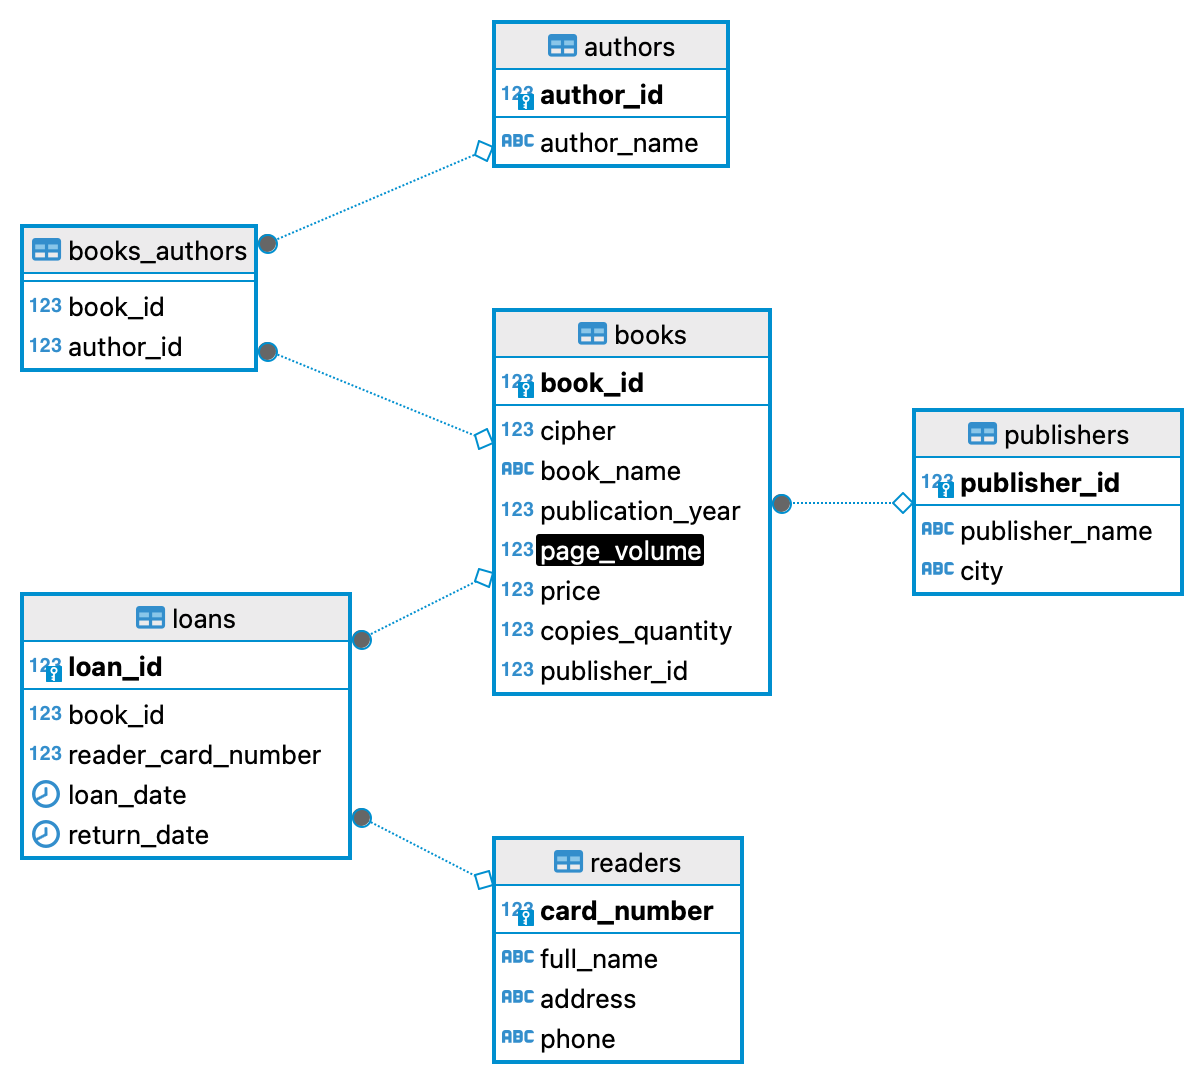 authors
123 author_id
ABC author_name
books_authors
123 book_id
123 author_id
books
123 book_id
123 cipher
ABC book_name
123 publication_year
123 page_volume
123 price
123 copies_quantity
123 publisher_id
publishers
123 publisher_id
ABC publisher_name
ABC city
loans
123 loan_id
123 book_id
123 reader_card_number
loan_date
return_date
readers
123 card_number
ABC full_name
ABC address
ABC phone